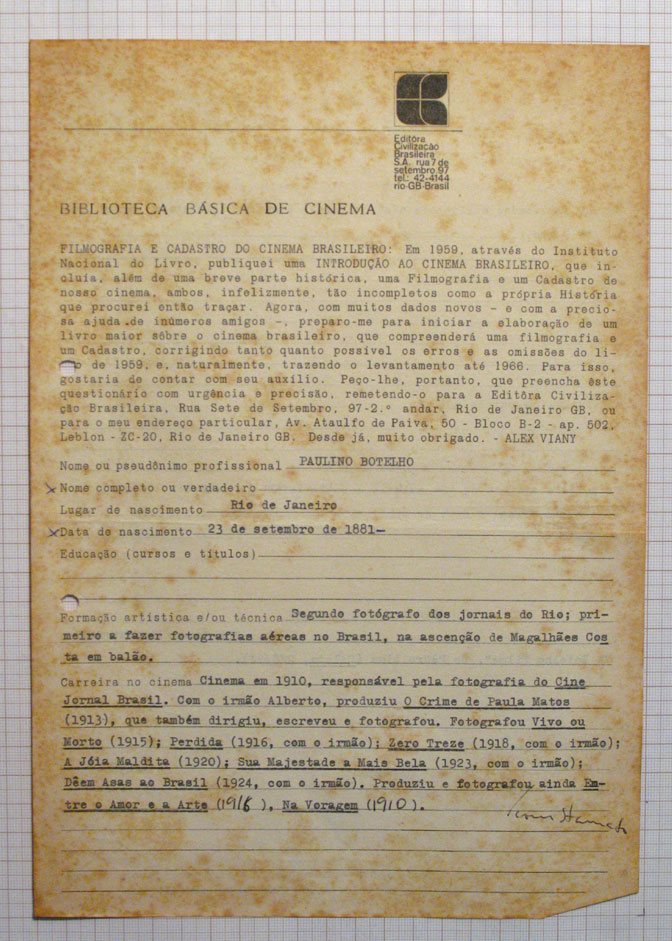 Editôra
Civilização
Brasileira
S.A. rua 7 de
setembro 97
tel.: 42-4144
rio-GB-Brasil
BIBLIOTECA BÁSICA DE CINEMA
FILMOGRAFIA E CADASTRO DO CINEMA BRASILEIRO: Em 1959, através do Instituto
Nacional do Livro, publiquei uma INTRODUÇÃO AO CINEMA BRASILEIRO, que in-
cluia, além de uma breve parte histórica, uma Filmografia e um Cadastro de
nosso cinema, ambos, infelizmente, tão incompletos como a própria História
que procurei então traçar. Agora, com muitos dados novos - e com a precio-
sa ajuda de inúmeros amigos -, preparo-me para iniciar a elaboração de um
livro maior sôbre o cinema brasileiro, que compreenderá uma filmografia e
um Cadastro, corrigindo tanto quanto possível os erros e as omissões do li-
o de 1959, e, naturalmente, trazendo o levantamento até 1966. Para isso,
gostaria de contar com seu auxílio. Peço-lhe, portanto, que preencha êste
questionário com urgência e precisão, remetendo-o para a Editôra Civiliza-
ção Brasileira, Rua Sete de Setembro, 97-2.º andar, Rio de Janeiro GB, ou
para o meu endereço particular, Av. Ataulfo de Paiva, 50 - Bloco B-2 - ap. 502,
Leblon - ZC-20, Rio de Janeiro GB. Desde já, muito obrigado. - ALEX VIANY
Nome ou pseudônimo profissional PAULINO BOTELHO
x Nome completo ou verdadeiro
Lugar de nascimento Rio de Janeiro
x Data de nascimento 23 de setembro de 1881-
Educação (cursos e títulos)
Formação artística e/ou técnica Segundo fotógrafo dos jornais do Rio; pri-
meiro a fazer fotografias aéreas no Brasil, na ascenção de Magalhães Cos
ta em balão.
Carreira no cinema Cinema em 1910, responsável pela fotografia do Cine
Jornal Brasil. Com o irmão Alberto, produziu O Crime de Paula Matos
(1913), que também dirigiu, escreveu e fotografou. Fotografou Vivo ou
Morto (1915); Perdida (1916, com o irmão); Zero Treze (1918, com o irmão);
A Jóia Maldita (1920); Sua Majestade a Mais Bela (1923, com o irmão);
Dêem Asas ao Brasil (1924, com o irmão). Produziu e fotografou ainda En-
tre o Amor e a Arte (1916), Na Voragem (1910).